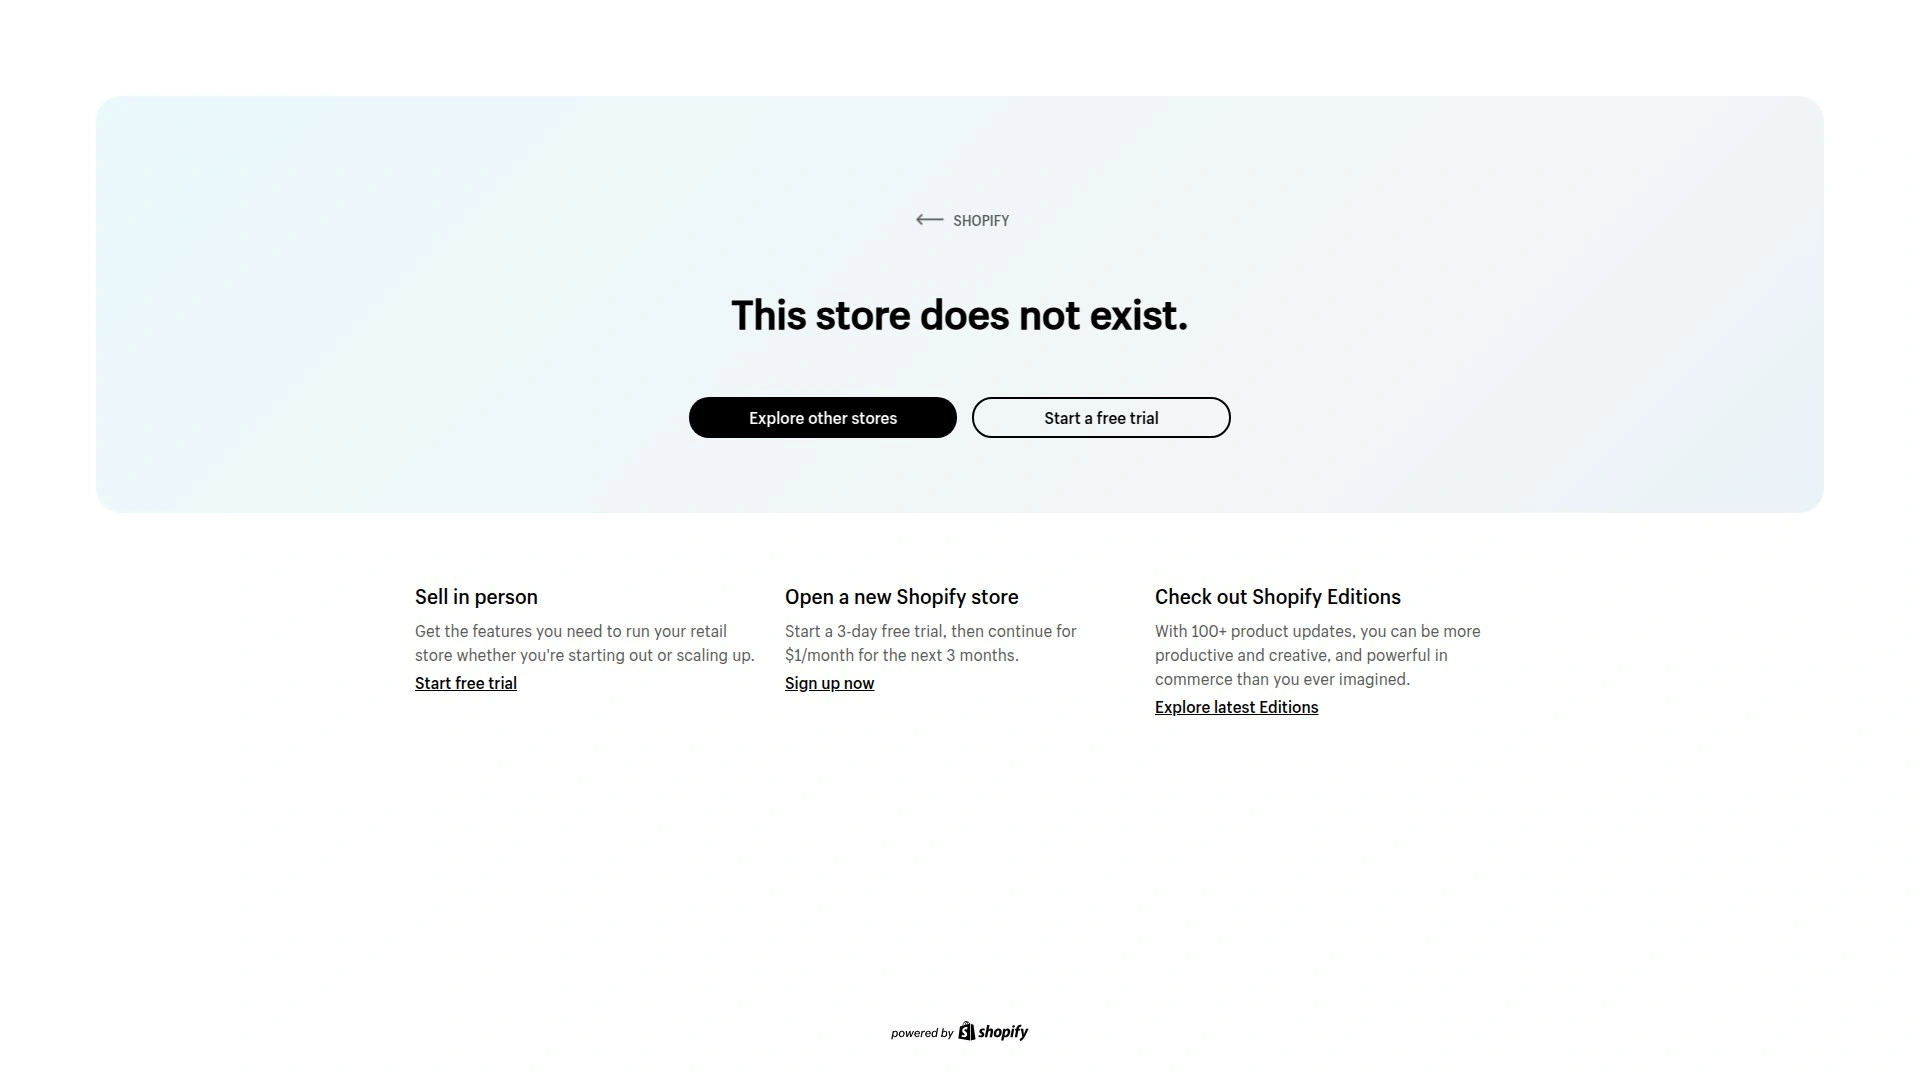 SHOPIFY
This store does not exist.
Explore other stores
Start a free trial
Sell in person
Get the features you need to run your retail
store whether you're starting out or scaling up.
Start free trial
Open a new Shopify store
Start a 3-day free trial, then continue for
$1/month for the next 3 months.
Sign up now
Check out Shopify Editions
With 100+ product updates, you can be more
productive and creative, and powerful in
commerce than you ever imagined.
Explore latest Editions
powered by shopify